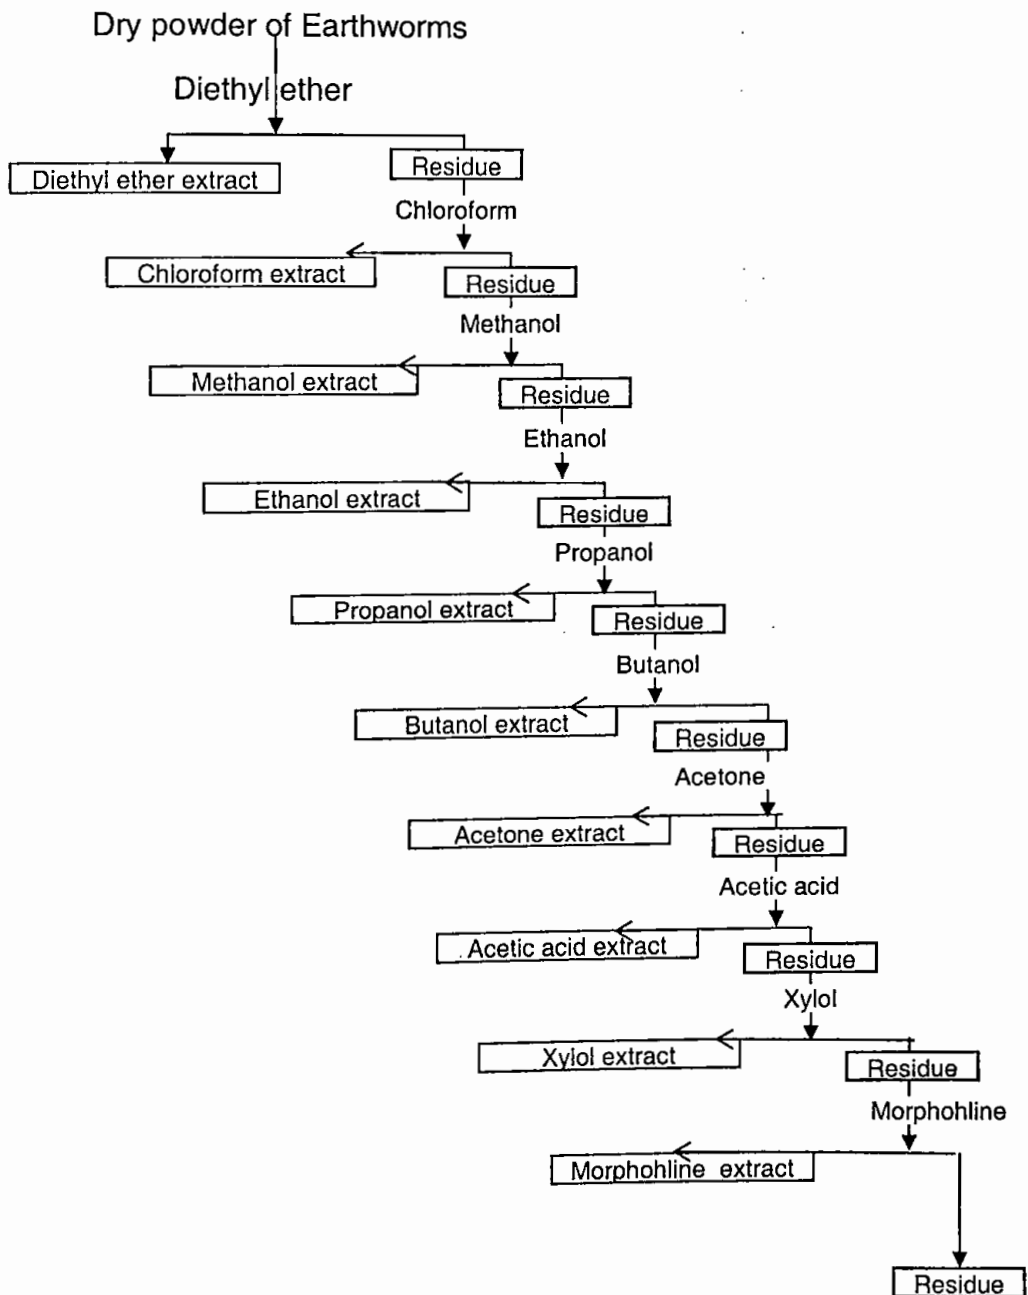 Dry powder of Earthworms
Diethyl ether
Diethyl ether extract
Residue
Chloroform
Chloroform extract
Residue
Methanol
Methanol extract
Residue
Ethanol
Ethanol extract
Residue
Propanol
Propanol extract
Residue
Butanol
Butanol extract
Residue
Acetone
Acetone extract
Residue
Acetic acid
Acetic acid extract
Residue
Xylol
Xylol extract
Residue
Morphohline
Morphohline extract
Residue